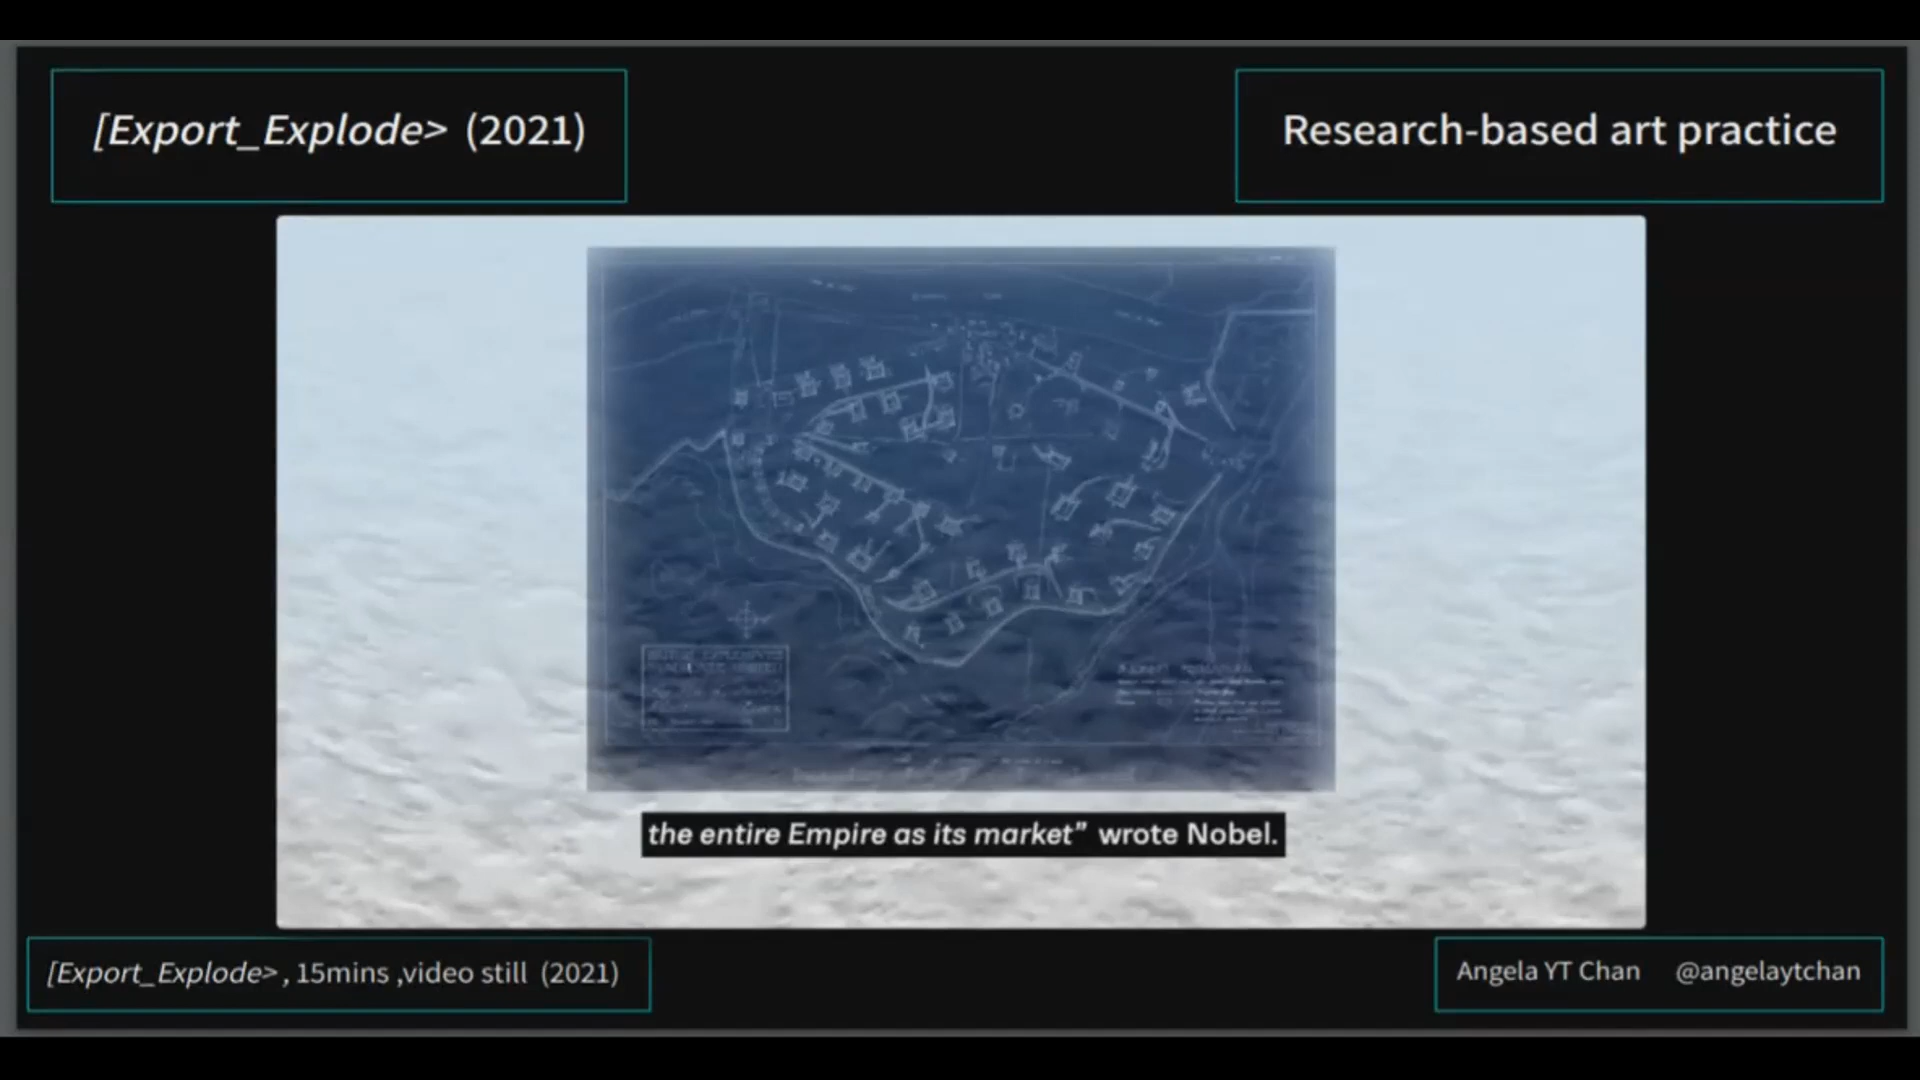 [Export_Explode> (2021)
Research-based art practice
the entire Empire as its market” wrote Nobel.
[Export_Explode> , 15mins ,video still (2021)
Angela YT Chan @angelaytchan